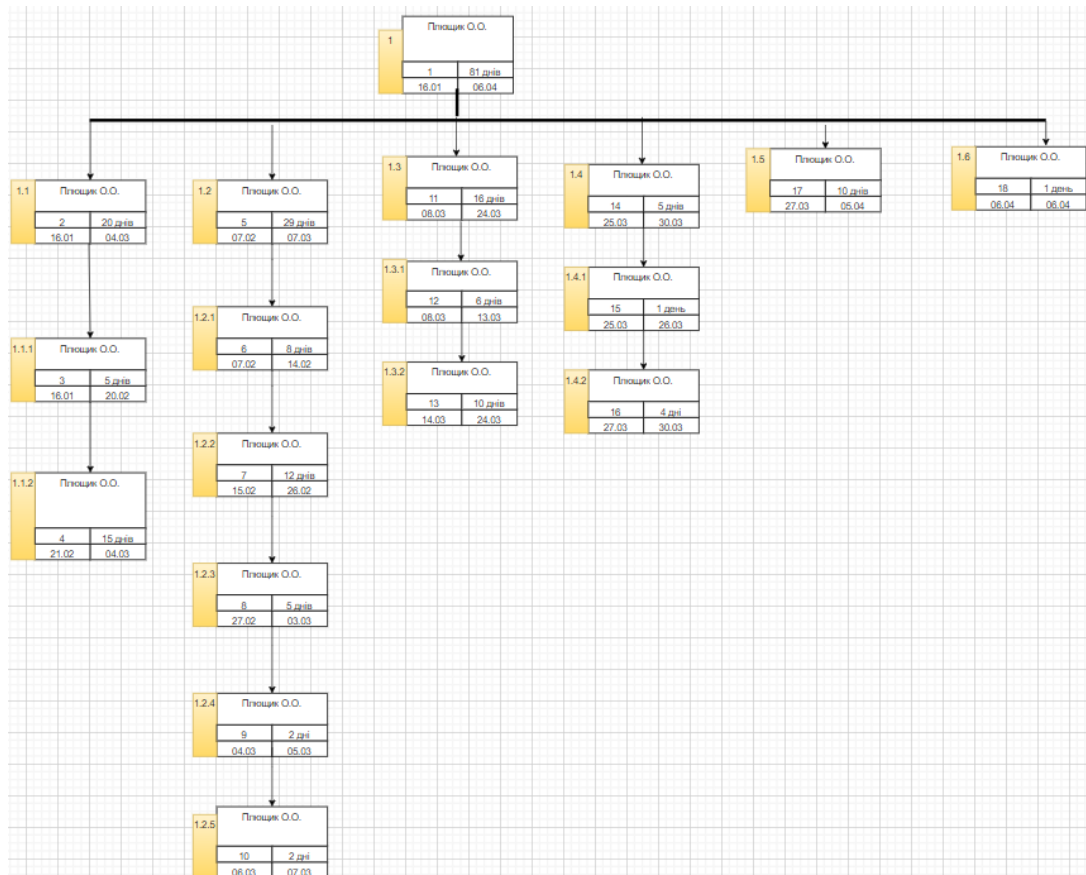 Плющик О.О.
1
1 81 днів
16.01 06.04
1.1 Плющик О.О.
2 20 днів
16.01 04.03
1.1.1 Плющик О.О.
3 5 днів
16.01 20.02
1.1.2 Плющик О.О.
4 15 днів
21.02 04.03
1.2 Плющик О.О.
5 29 днів
07.02 07.03
1.2.1 Плющик О.О.
6 8 днів
07.02 14.02
1.2.2 Плющик О.О.
7 12 днів
15.02 26.02
1.2.3 Плющик О.О.
8 5 днів
27.02 03.03
1.2.4 Плющик О.О.
9 2 дні
04.03 05.03
1.2.5 Плющик О.О.
10 2 дні
06.03 07.03
1.3 Плющик О.О.
11 16 днів
08.03 24.03
1.3.1 Плющик О.О.
12 6 днів
08.03 13.03
1.3.2 Плющик О.О.
13 10 днів
14.03 24.03
1.4 Плющик О.О.
14 5 днів
25.03 30.03
1.4.1 Плющик О.О.
15 1 день
25.03 26.03
1.4.2 Плющик О.О.
16 4 дні
27.03 30.03
1.5 Плющик О.О.
17 10 днів
27.03 05.04
1.6 Плющик О.О.
18 1 день
06.04 06.04